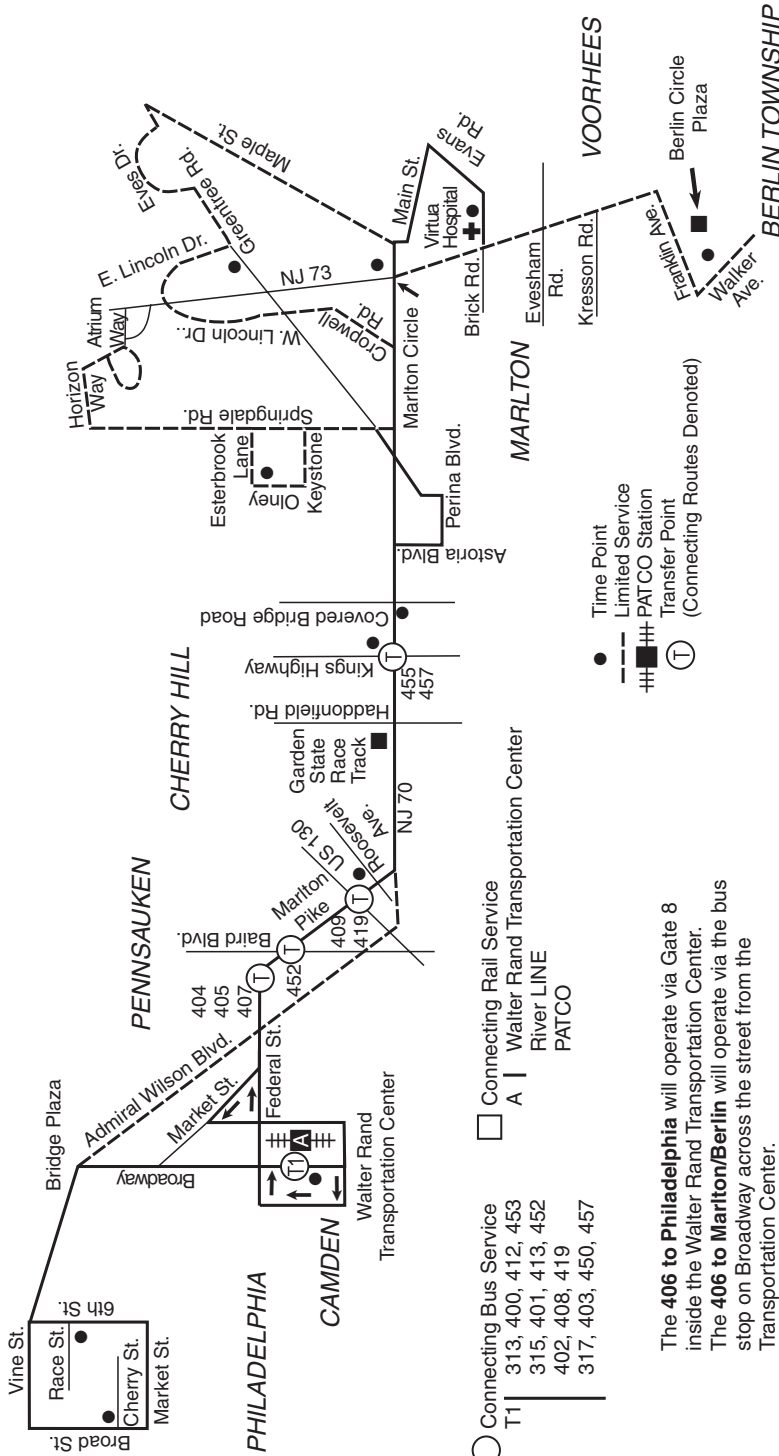 Vine St.
Race St.
6th St.
Cherry St.
Broad St.
Market St.
PHILADELPHIA
Bridge Plaza
Admiral Wilson Blvd.
Broadway
Market St.
Federal St.
T1
A
Walter Rand
Transportation Center
CAMDEN
PENNSAUKEN
404
405
407
T
Baird Blvd.
T
452
Marlton
Pike
409
419
T
US 130
Roosevelt
Ave.
NJ 70
CHERRY HILL
Garden
State
Race
Track
Haddonfield Rd.
Kings Highway
T
455
457
Covered Bridge Road
Astoria Blvd.
Perina Blvd.
Esterbrook
Lane
Olney
Keystone
Springdale Rd.
Horizon
Way
Atrium
Way
E. Lincoln Dr.
W. Lincoln Dr..
Cropwell
Rd.
NJ 73
Greentree Rd.
Eves Dr.
Maple St.
Marlton Circle
MARLTON
Main St.
Evans
Rd.
Virtua
Hospital
Brick Rd.
Evesham
Rd.
Kresson Rd.
VOORHEES
Franklin Ave.
Walker
Ave.
Berlin Circle
Plaza
BERLIN TOWNSHIP
Time Point
Limited Service
PATCO Station
T Transfer Point
(Connecting Routes Denoted)
Connecting Bus Service
T1 313, 400, 412, 453
315, 401, 413, 452
402, 408, 419
317, 403, 450, 457
Connecting Rail Service
A Walter Rand Transportation Center
River LINE
PATCO
The 406 to Philadelphia will operate via Gate 8
inside the Walter Rand Transportation Center.
The 406 to Marlton/Berlin will operate via the bus
stop on Broadway across the street from the
Transportation Center.